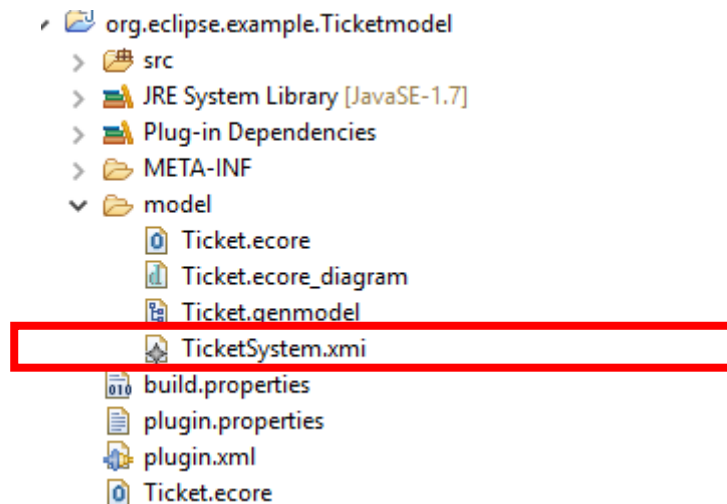 org.eclipse.example.Ticketmodel
src
JRE System Library [JavaSE-1.7]
Plug-in Dependencies
META-INF
model
Ticket.ecore
Ticket.ecore_diagram
Ticket.genmodel
TicketSystem.xmi
build.properties
plugin.properties
plugin.xml
Ticket.ecore